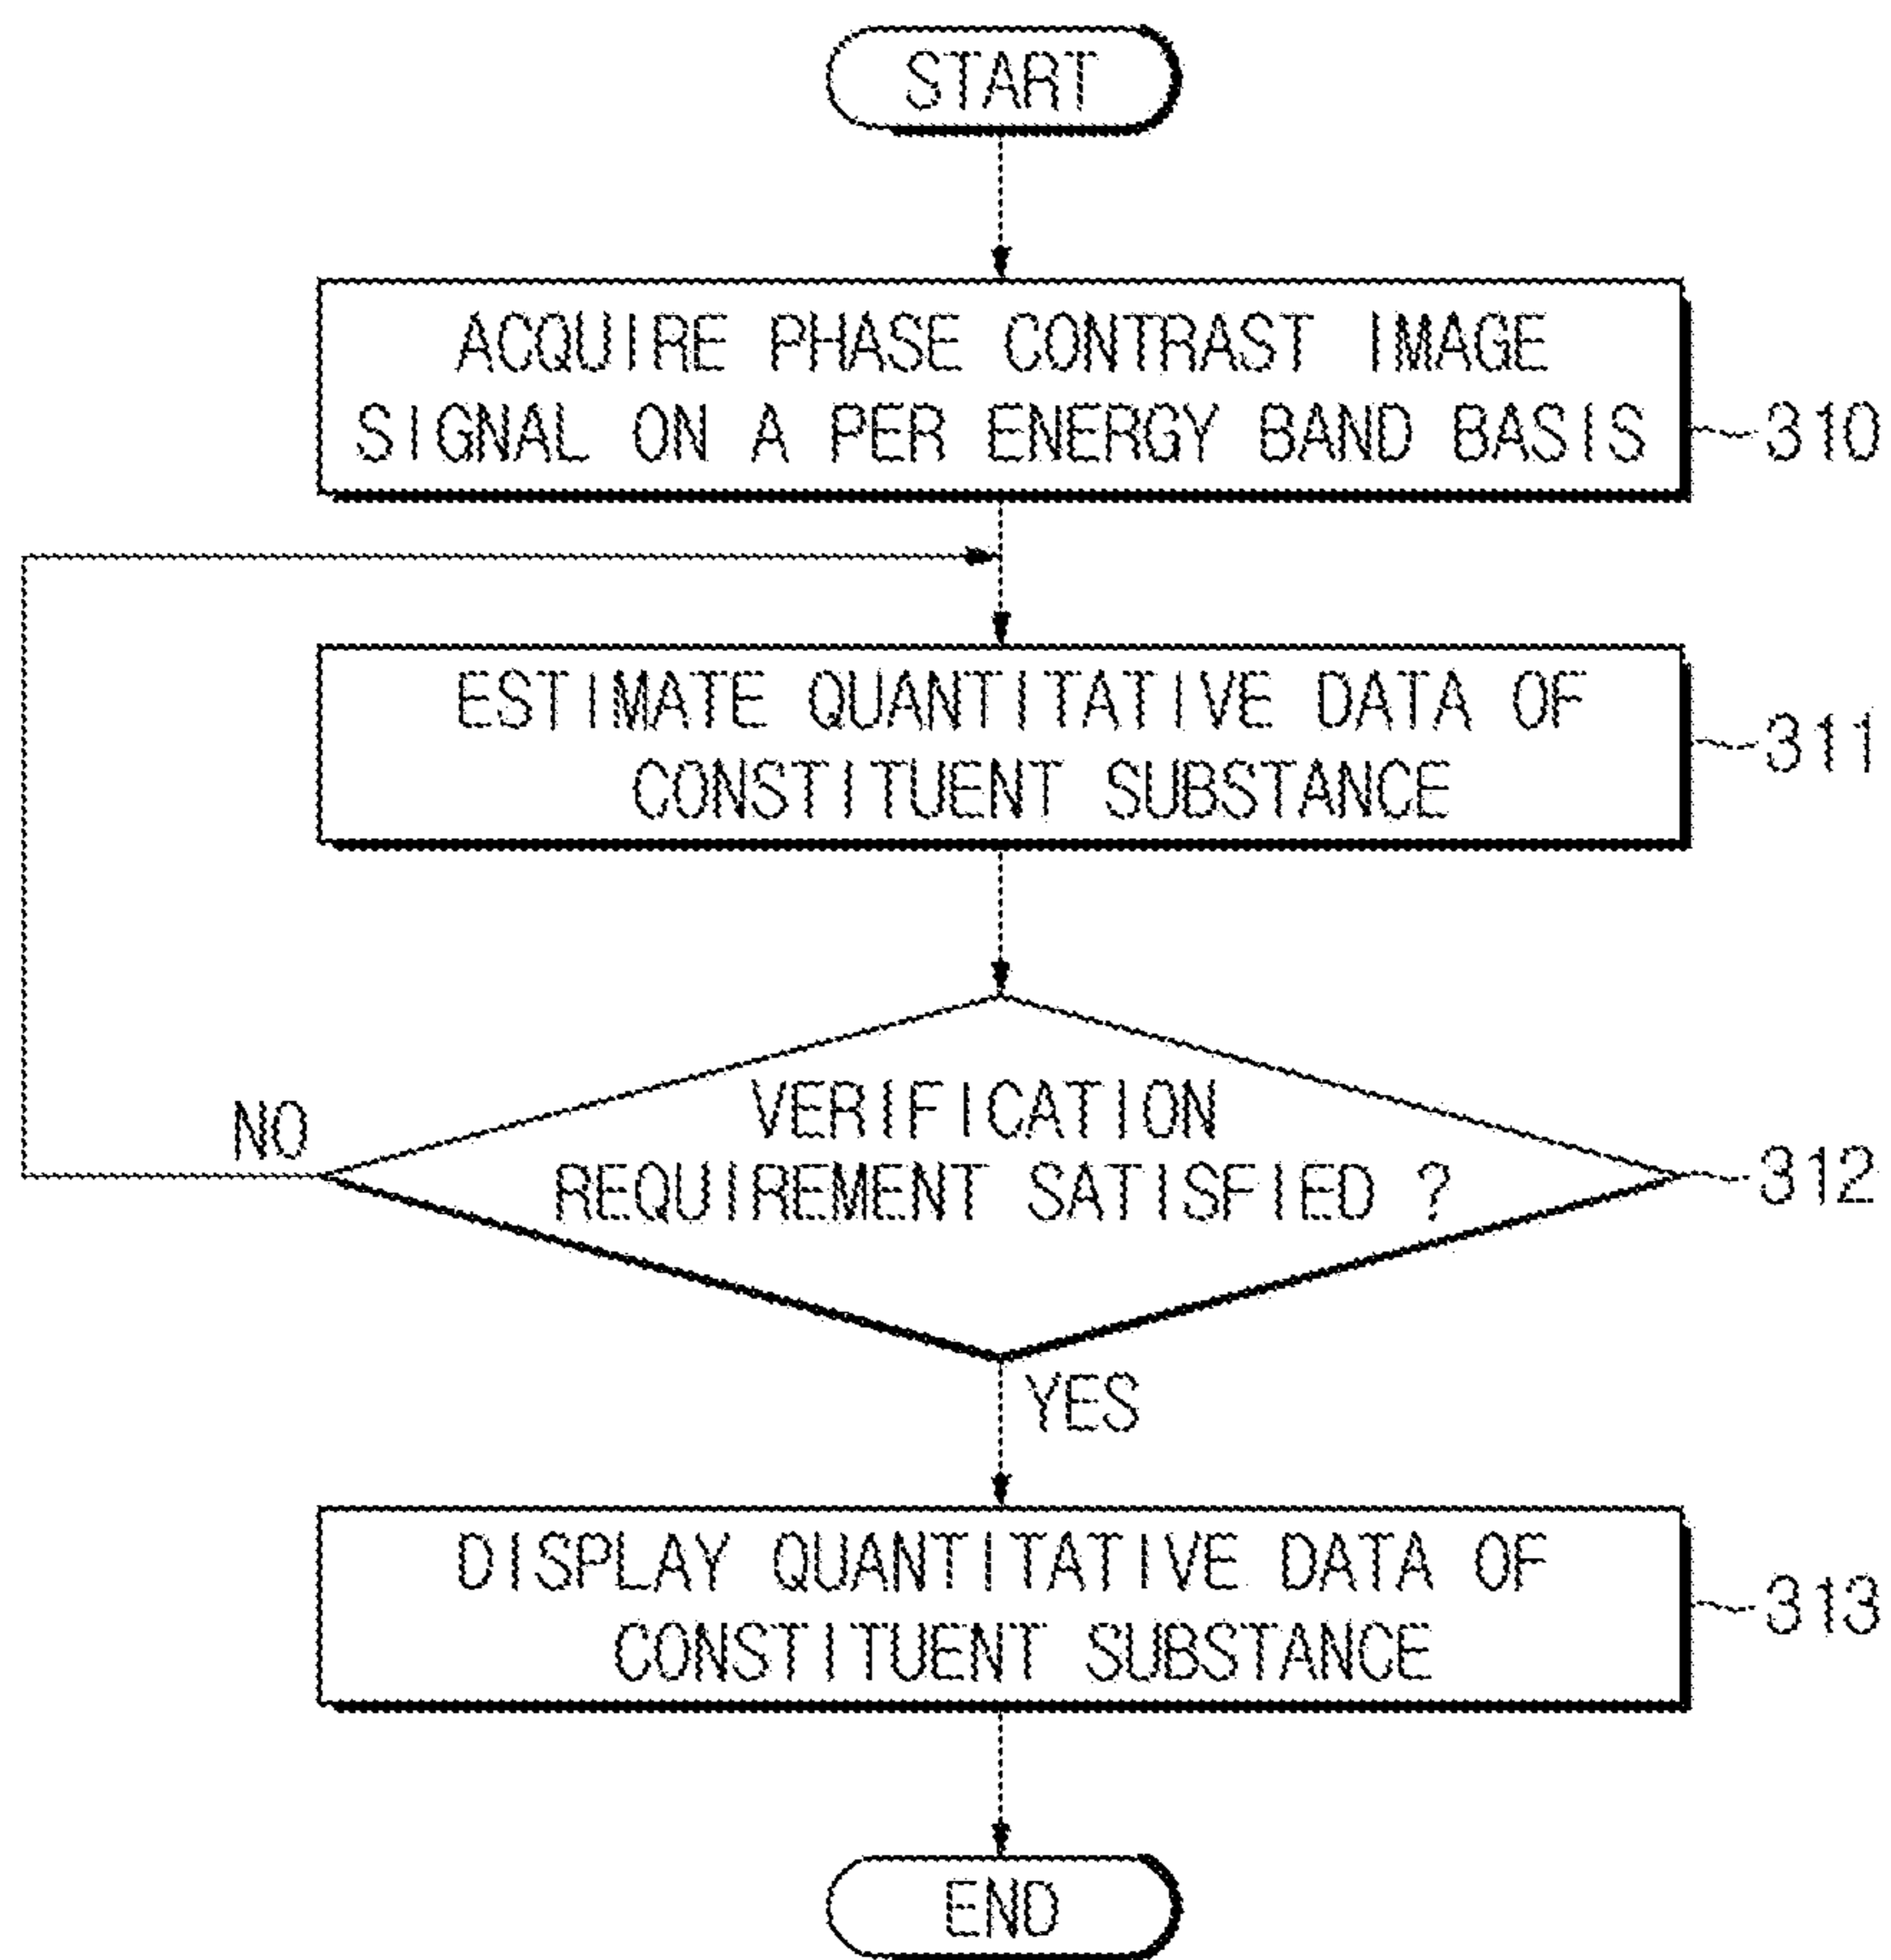 START
ACQUIRE PHASE CONTRAST IMAGE
SIGNAL ON A PER ENERGY BAND BASIS
310
ESTIMATE QUANTITATIVE DATA OF
CONSTITUENT SUBSTANCE
311
NO
VERIFICATION
REQUIREMENT SATISFIED ?
312
YES
DISPLAY QUANTITATIVE DATA OF
CONSTITUENT SUBSTANCE
313
END